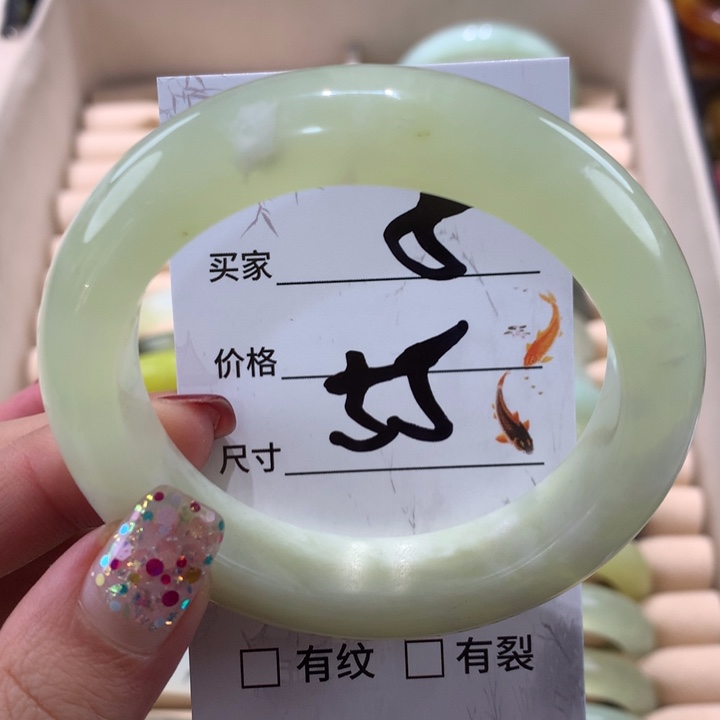 买家
价格
尺寸
□ 有纹 □ 有裂